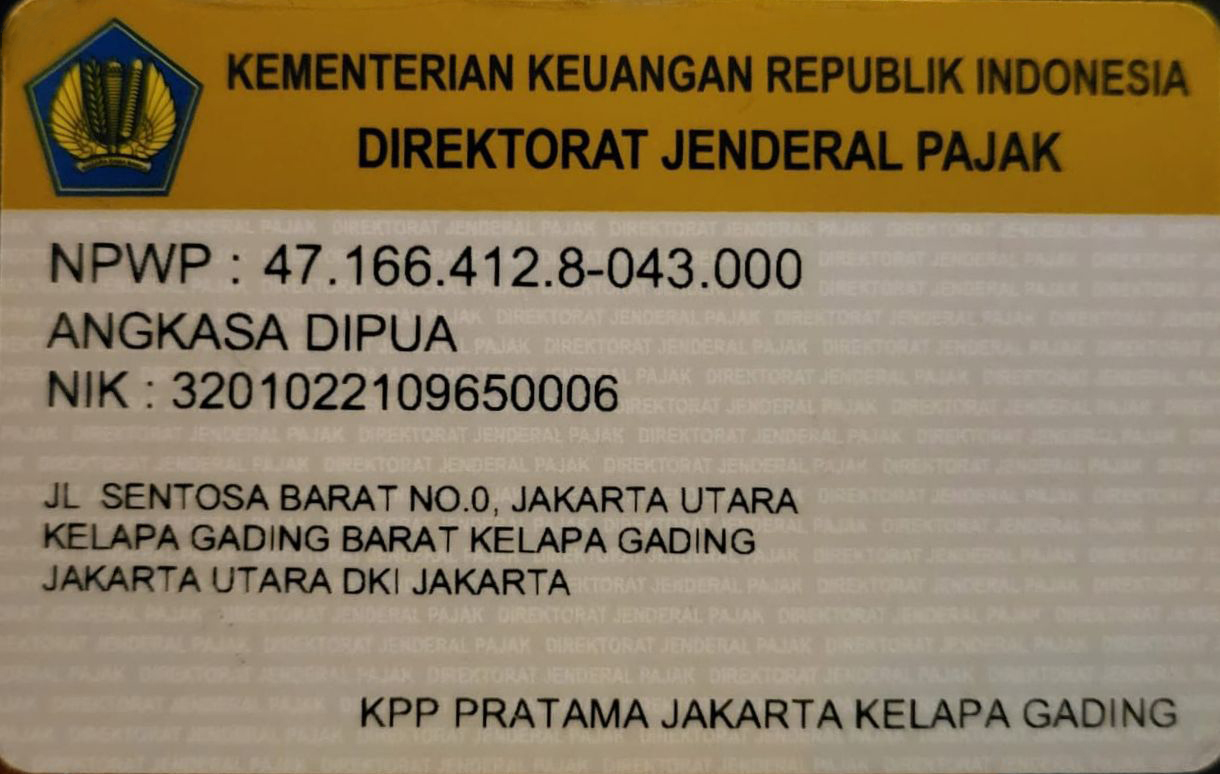 KEMENTERIAN KEUANGAN REPUBLIK INDONESIA
DIREKTORAT JENDERAL PAJAK
NPWP : 47.166.412.8-043.000
ANGKASA DIPUA
NIK : 3201022109650006
JL SENTOSA BARAT NO.0, JAKARTA UTARA
KELAPA GADING BARAT KELAPA GADING
JAKARTA UTARA DKI JAKARTA
KPP PRATAMA JAKARTA KELAPA GADING